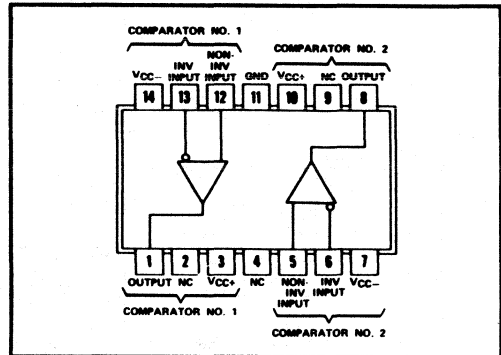 COMPARATOR NO. 1
COMPARATOR NO. 2
VCC– INV INPUT NON-INV INPUT GND VCC+ NC OUTPUT
14 13 12 11 10 9 8
1 2 3 4 5 6 7
OUTPUT NC VCC+ NC NON-INV INPUT INV INPUT VCC–
COMPARATOR NO. 1
COMPARATOR NO. 2